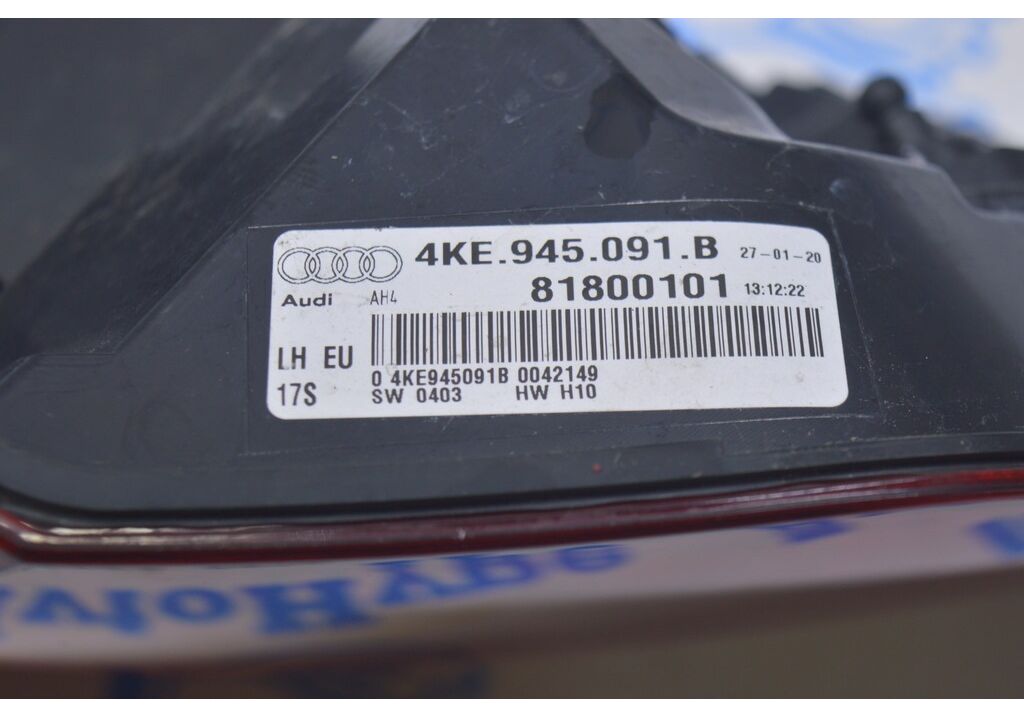 4KE.945.091.B 27-01-20
Audi AH4 81800101 13:12:22
LH EU
0 4KE945091B 0042149
17S SW 0403 HW H10